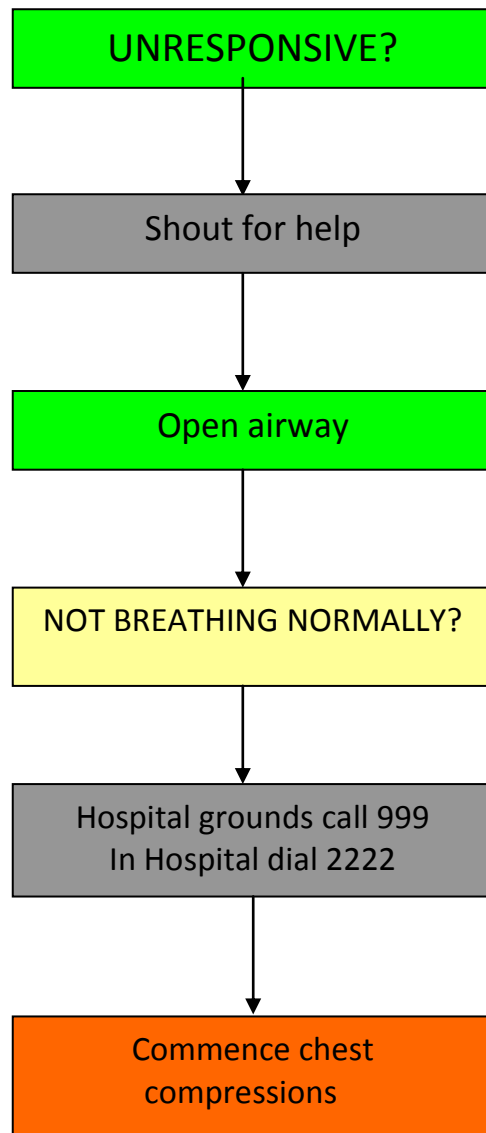 UNRESPONSIVE?
Shout for help
Open airway
NOT BREATHING NORMALLY?
Hospital grounds call 999
In Hospital dial 2222
Commence chest
compressions